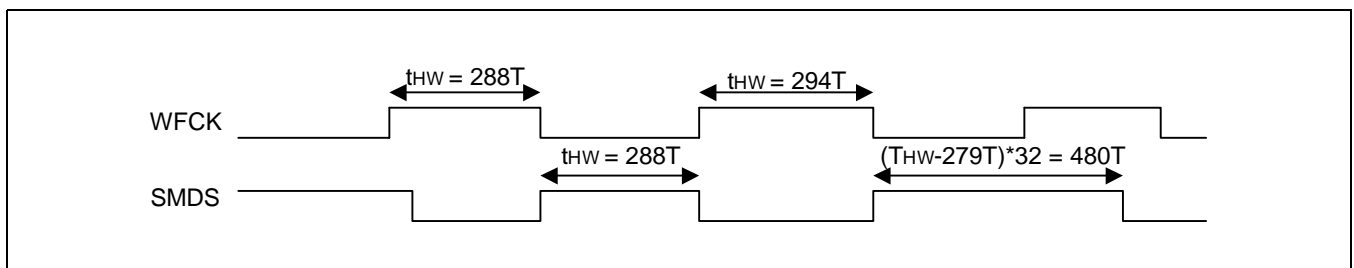 tHW = 288T
tHW = 294T
WFCK
tHW = 288T
(THW-279T)*32 = 480T
SMDS